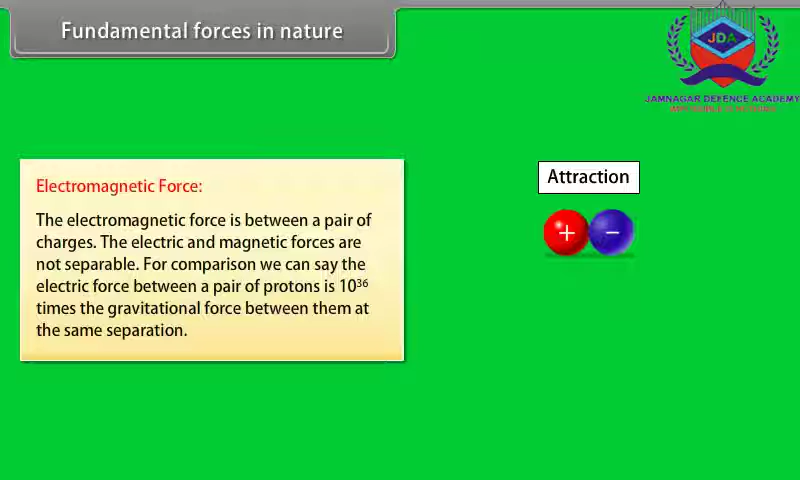 Fundamental forces in nature
JDA
JAMNAGAR DEFENCE ACADEMY
Electromagnetic Force:
The electromagnetic force is between a pair of
charges. The electric and magnetic forces are
not separable. For comparison we can say the
electric force between a pair of protons is 10³⁶
times the gravitational force between them at
the same separation.
Attraction
+ −